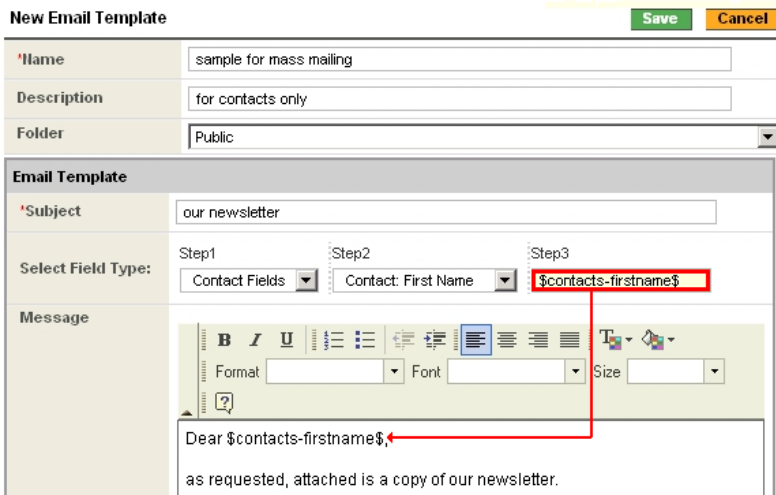 New Email Template Save Cancel
*Name sample for mass mailing
Description for contacts only
Folder Public
Email Template
*Subject our newsletter
Step1 Step2 Step3
Select Field Type: Contact Fields Contact: First Name $contacts-firstname$
Message
B I U T
Format Font Size
?
Dear $contacts-firstname$,
as requested, attached is a copy of our newsletter.